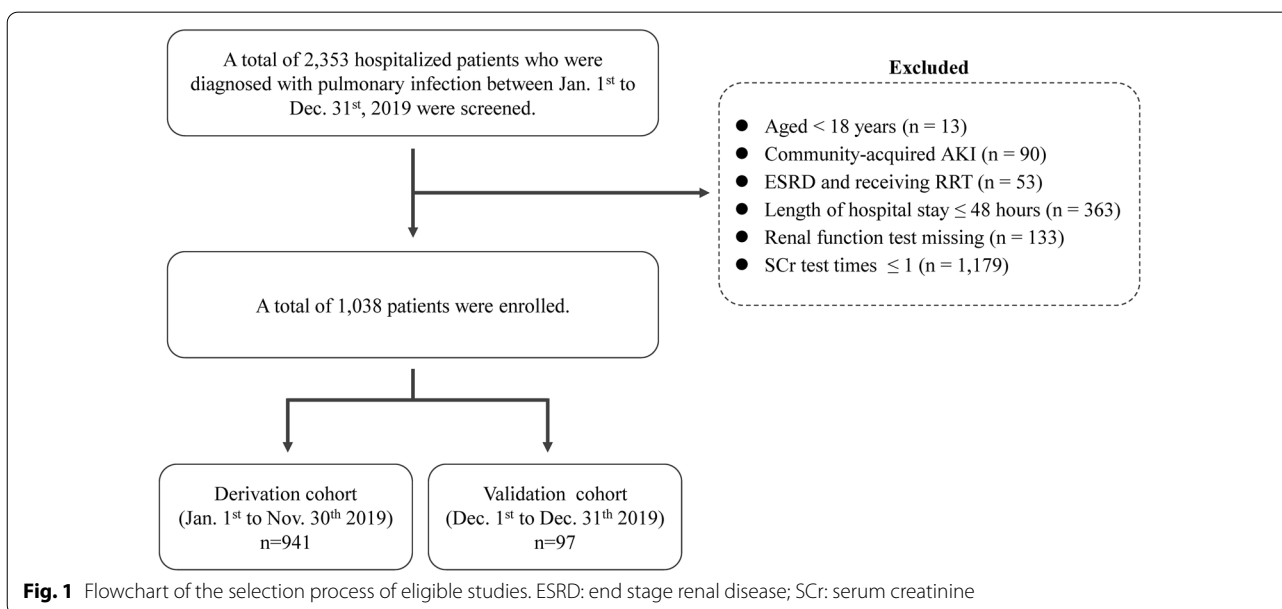 A total of 2,353 hospitalized patients who were
diagnosed with pulmonary infection between Jan. 1st to
Dec. 31st, 2019 were screened.
Excluded
● Aged < 18 years (n = 13)
● Community-acquired AKI (n = 90)
● ESRD and receiving RRT (n = 53)
● Length of hospital stay ≤ 48 hours (n = 363)
● Renal function test missing (n = 133)
● SCr test times ≤ 1 (n = 1,179)
A total of 1,038 patients were enrolled.
Derivation cohort
(Jan. 1st to Nov. 30th 2019)
n=941
Validation cohort
(Dec. 1st to Dec. 31th 2019)
n=97
Fig. 1 Flowchart of the selection process of eligible studies. ESRD: end stage renal disease; SCr: serum creatinine